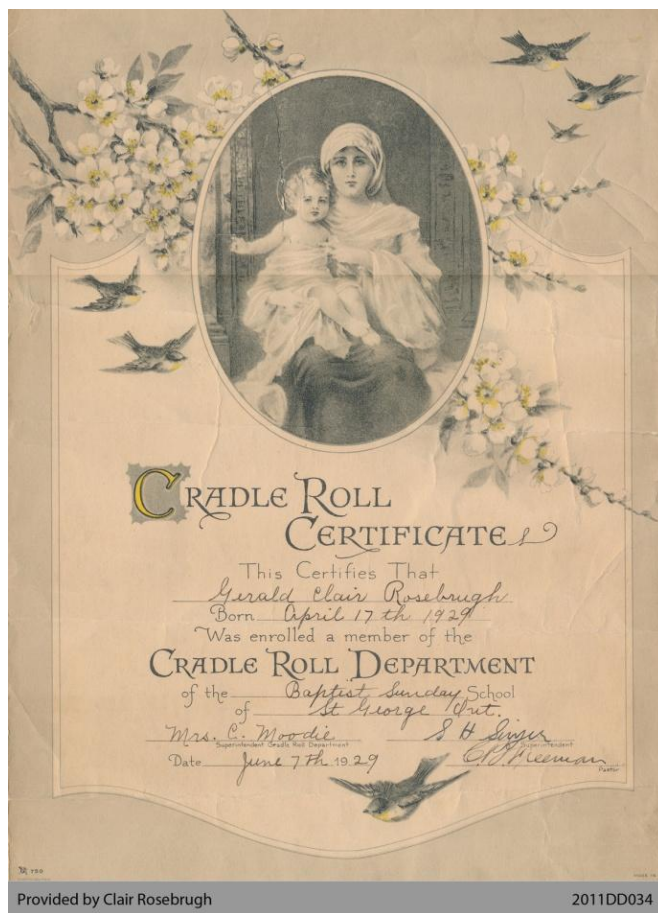 CRADLE ROLL
CERTIFICATE
This Certifies That
Gerald Clair Rosebrugh
Born April 17th 1929
Was enrolled a member of the
CRADLE ROLL DEPARTMENT
of the Baptist Sunday School
of St George Ont.
Mrs. C. Moodie S H Singer
Superintendent Cradle Roll Department Superintendent
Date June 7th 1929 Freeman
Pastor
Provided by Clair Rosebrugh 2011DD034